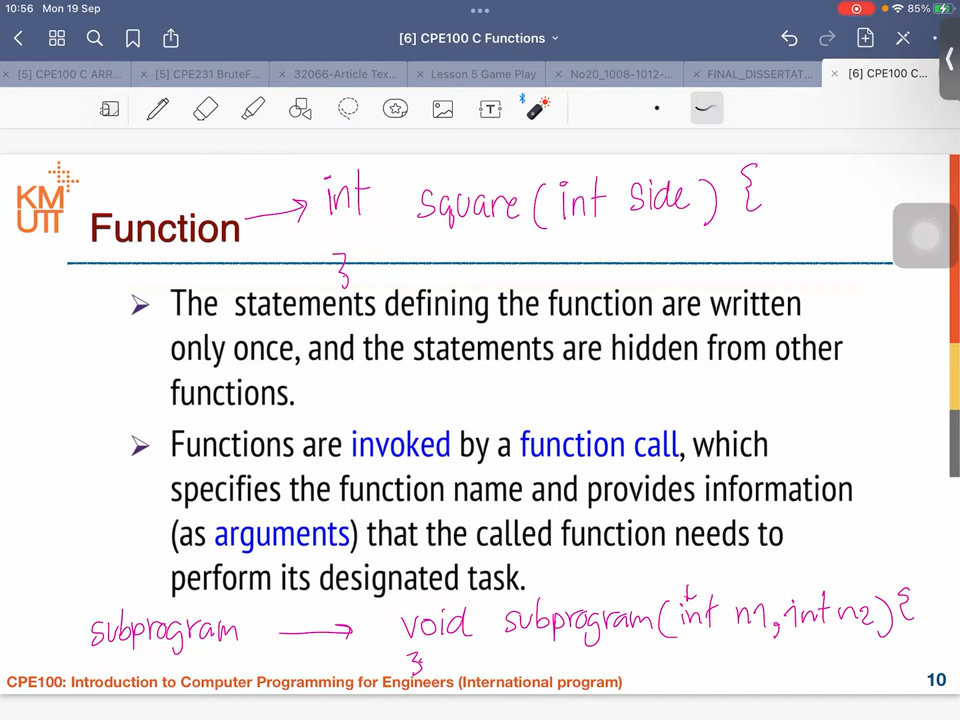 10:56 Mon 19 Sep
85%
[6] CPE100 C Functions
[5] CPE100 C ARR...
[5] CPE231 BruteF...
32066-Article Tex...
Lesson 5 Game Play
No20_1008-1012-...
FINAL_DISSERTAT...
[6] CPE100 C...
KM
UTT
Function → int square(int side) {
}
➢ The statements defining the function are written
only once, and the statements are hidden from other
functions.
➢ Functions are invoked by a function call, which
specifies the function name and provides information
(as arguments) that the called function needs to
perform its designated task.
subprogram → void subprogram(int n1, int n2) {
}
CPE100: Introduction to Computer Programming for Engineers (International program)
10